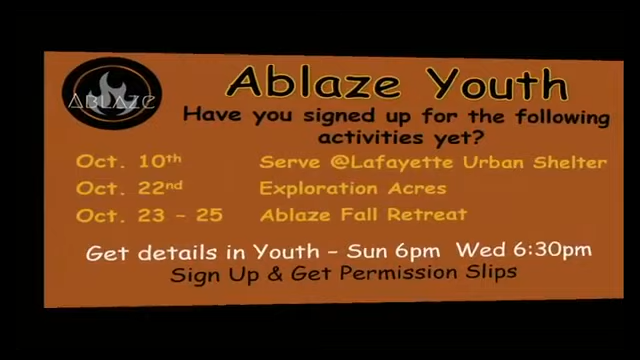 ABLAZE
Ablaze Youth
Have you signed up for the following
activities yet?
Oct. 10th Serve @Lafayette Urban Shelter
Oct. 22nd Exploration Acres
Oct. 23 – 25 Ablaze Fall Retreat
Get details in Youth – Sun 6pm Wed 6:30pm
Sign Up & Get Permission Slips